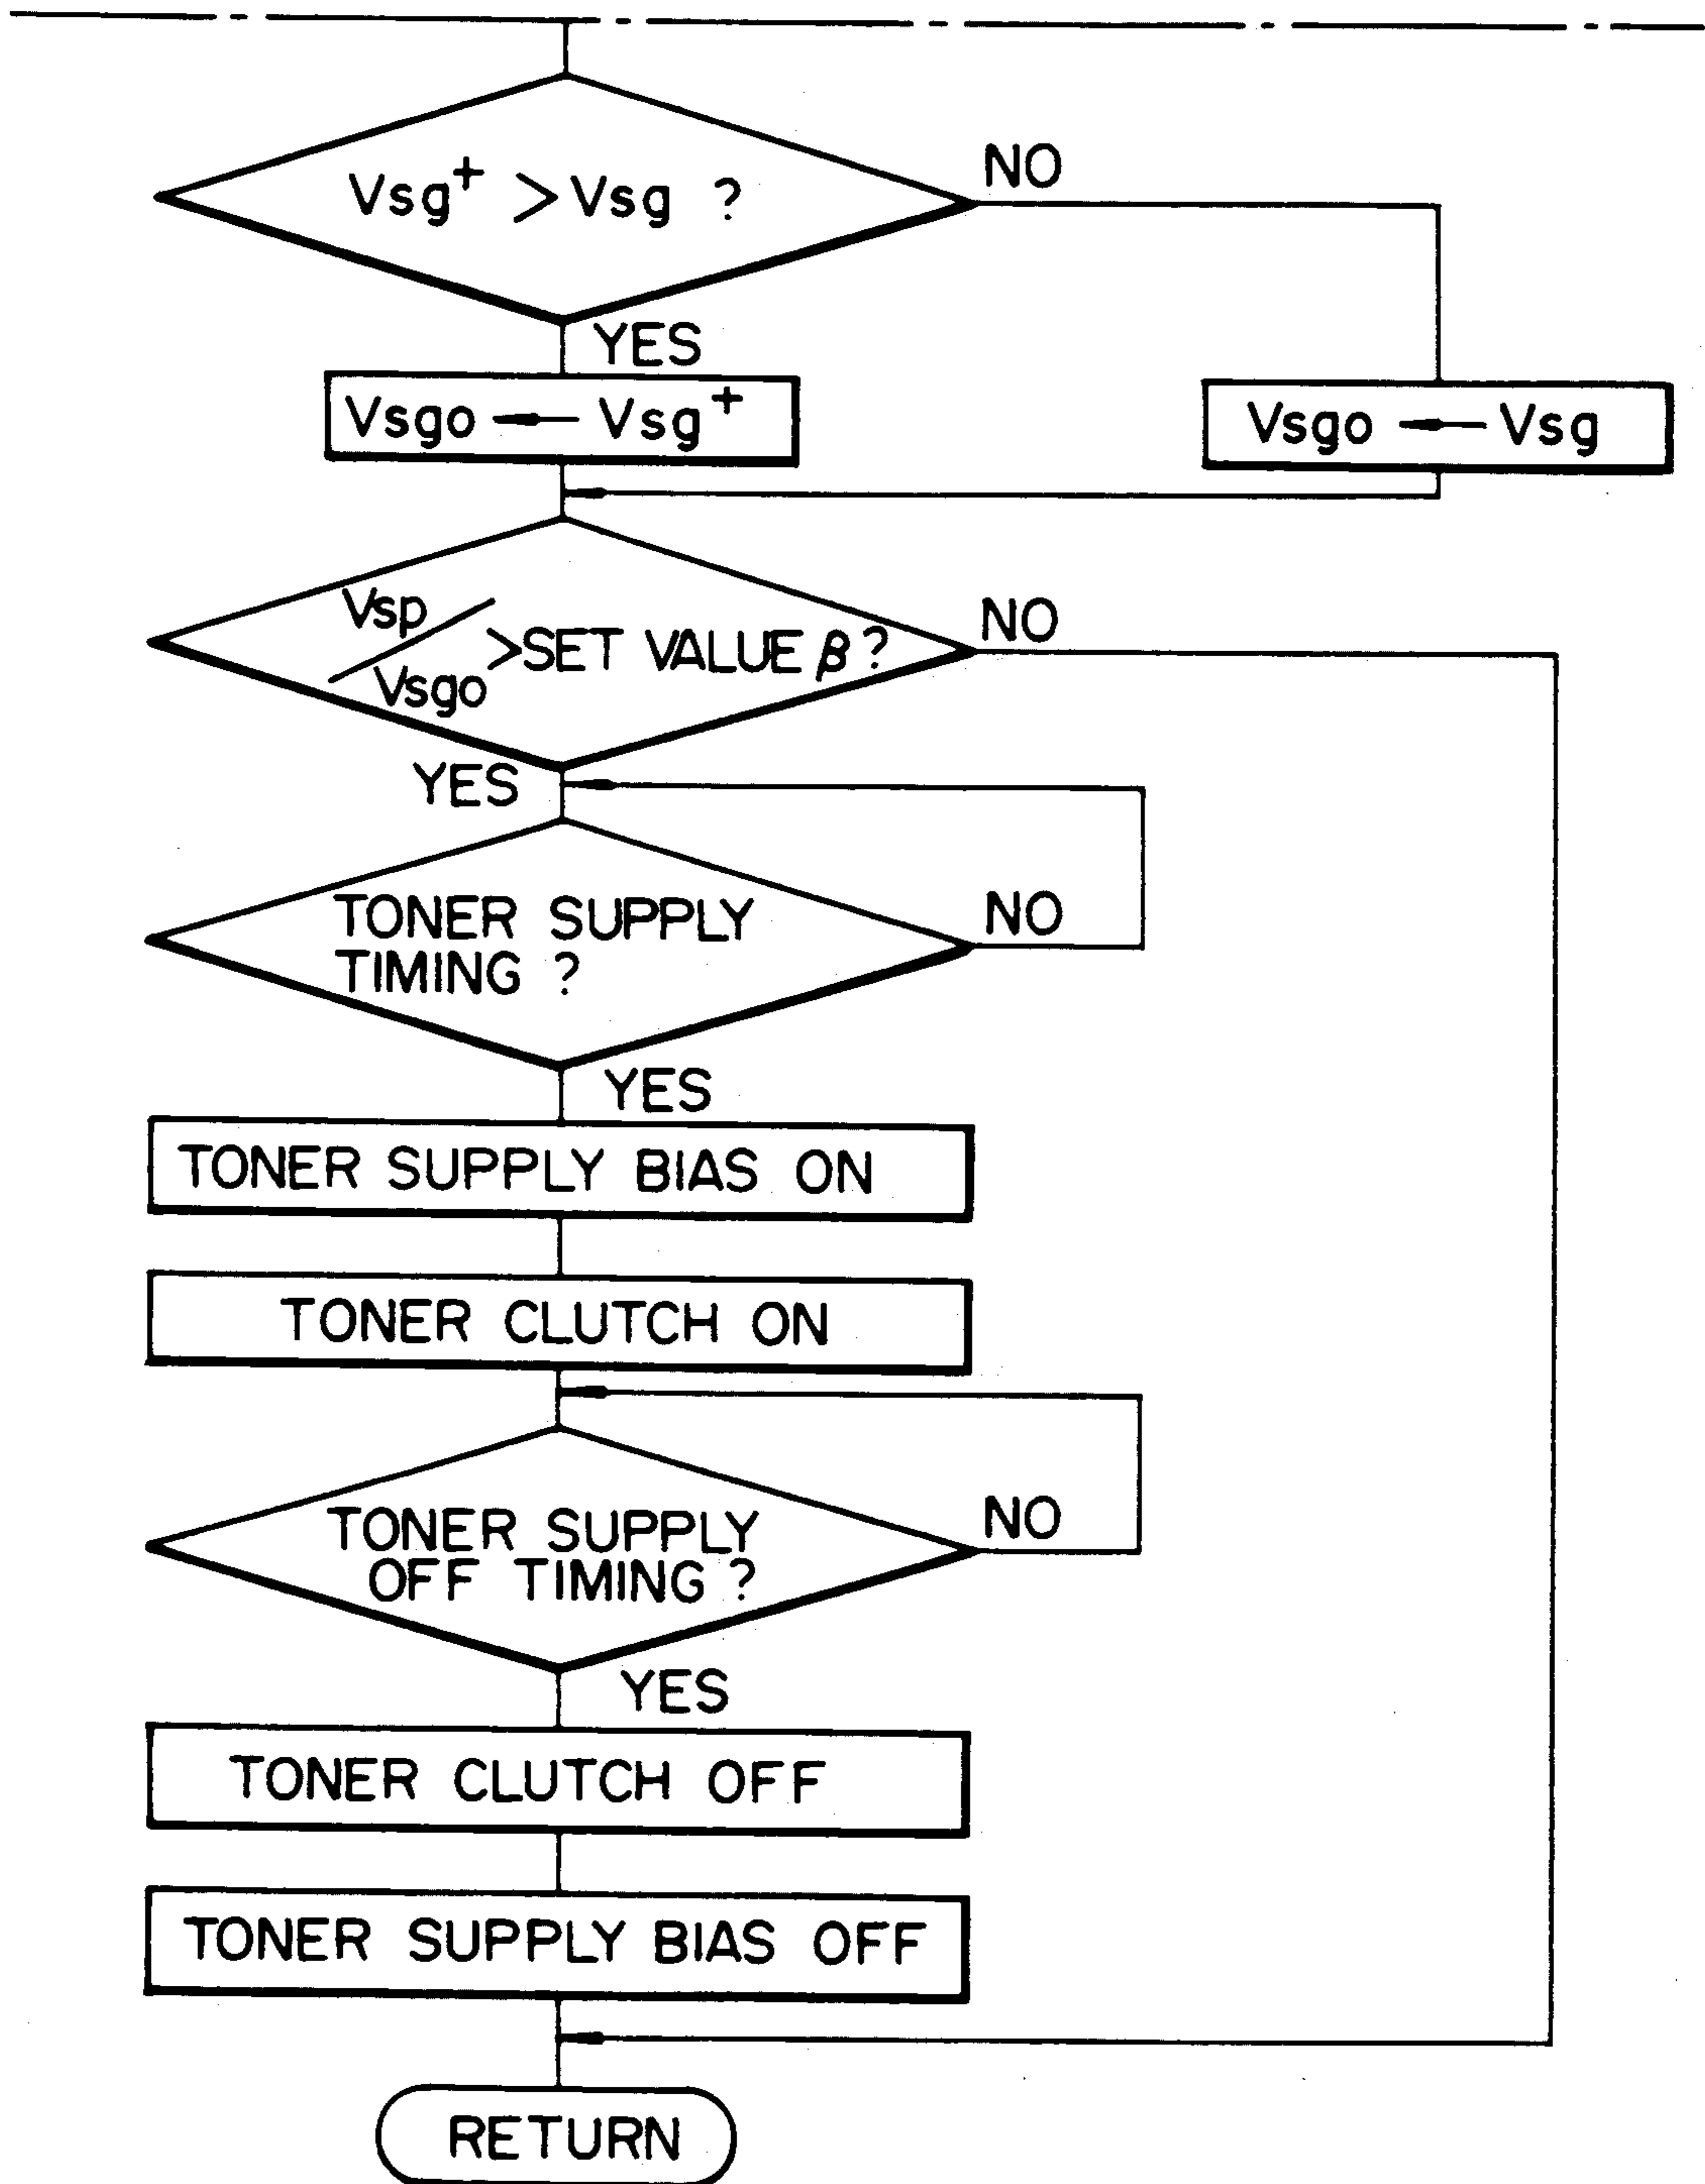 Vsg⁺ > Vsg ?
NO
YES
Vsgo ← Vsg⁺
Vsgo ← Vsg
Vsp/Vsgo > SET VALUE β ?
NO
YES
TONER SUPPLY
TIMING ?
NO
YES
TONER SUPPLY BIAS ON
TONER CLUTCH ON
TONER SUPPLY
OFF TIMING ?
NO
YES
TONER CLUTCH OFF
TONER SUPPLY BIAS OFF
RETURN